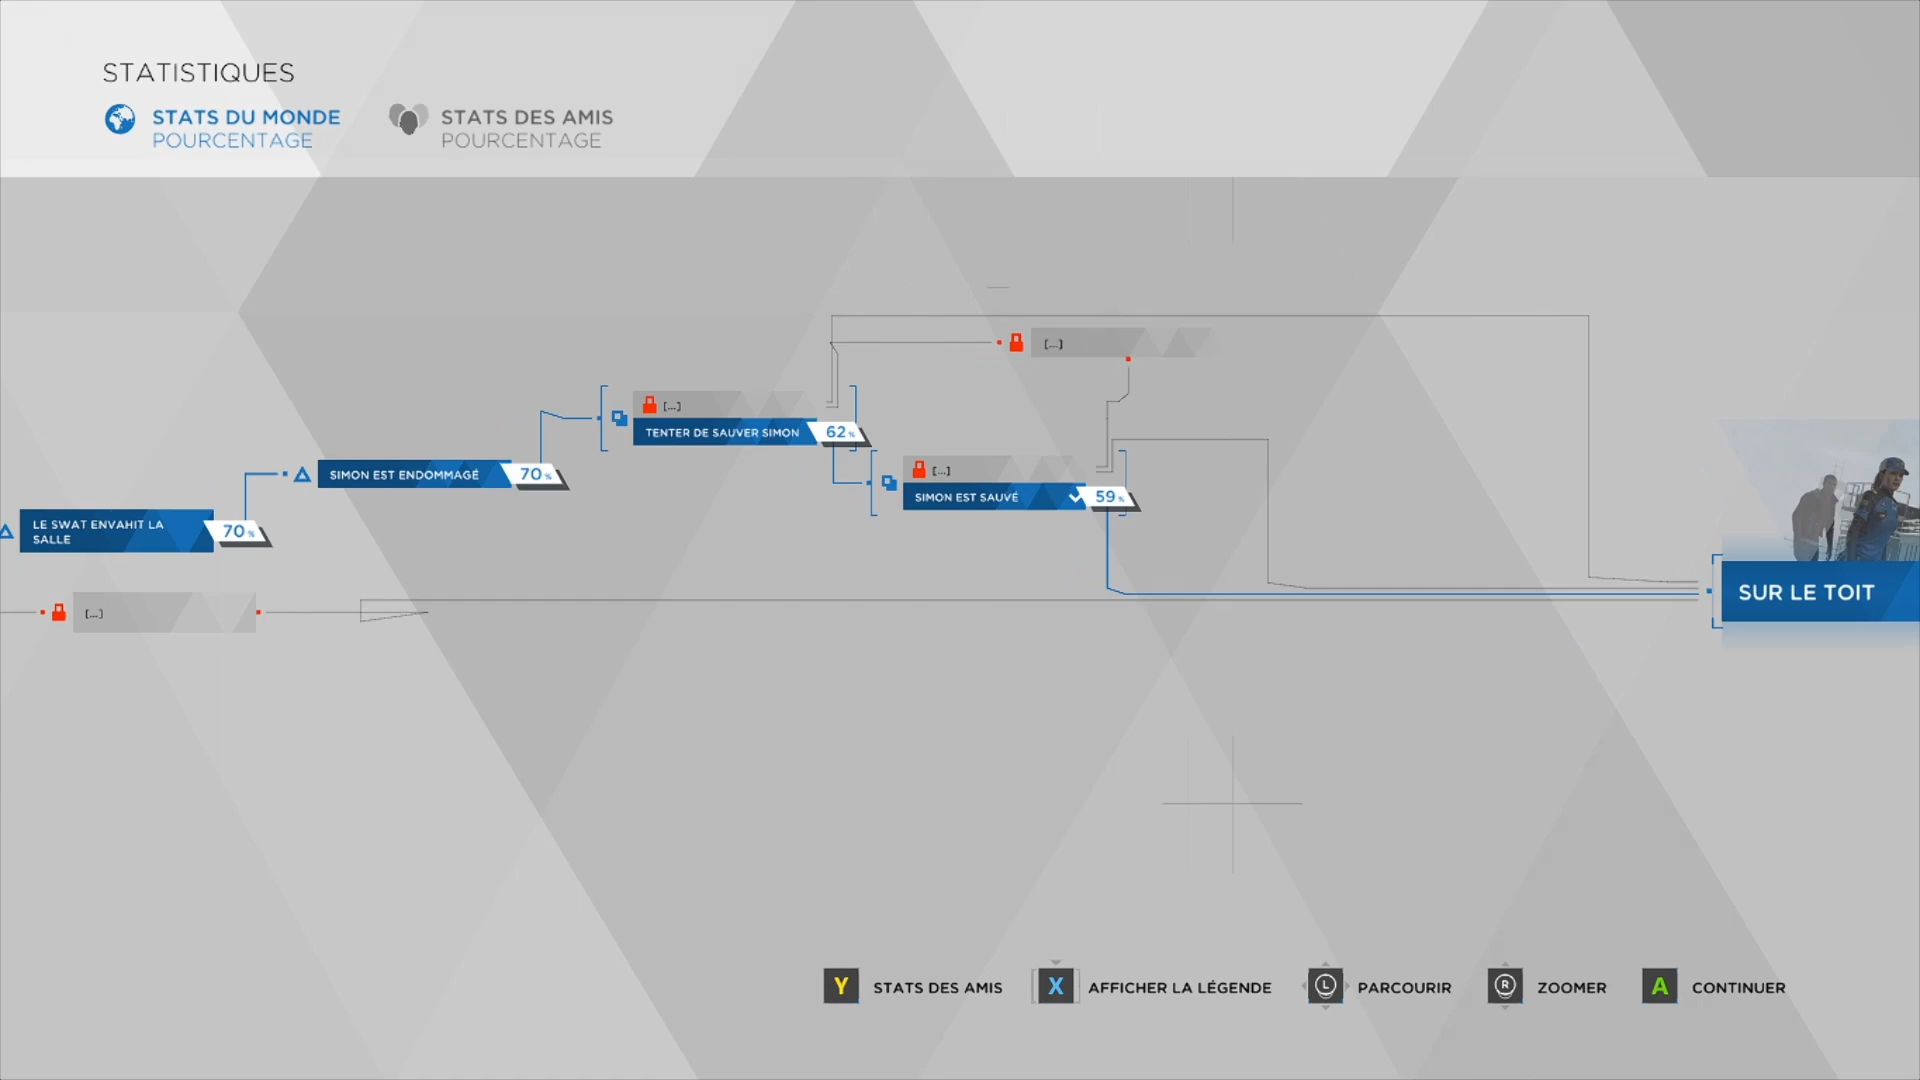 STATISTIQUES
STATS DU MONDE
POURCENTAGE
STATS DES AMIS
POURCENTAGE
[...]
[...]
TENTER DE SAUVER SIMON 62%
[...]
SIMON EST ENDOMMAGÉ 70%
SIMON EST SAUVÉ 59%
LE SWAT ENVAHIT LA
SALLE
70%
[...]
SUR LE TOIT
Y STATS DES AMIS
X AFFICHER LA LÉGENDE
L PARCOURIR
R ZOOMER
A CONTINUER